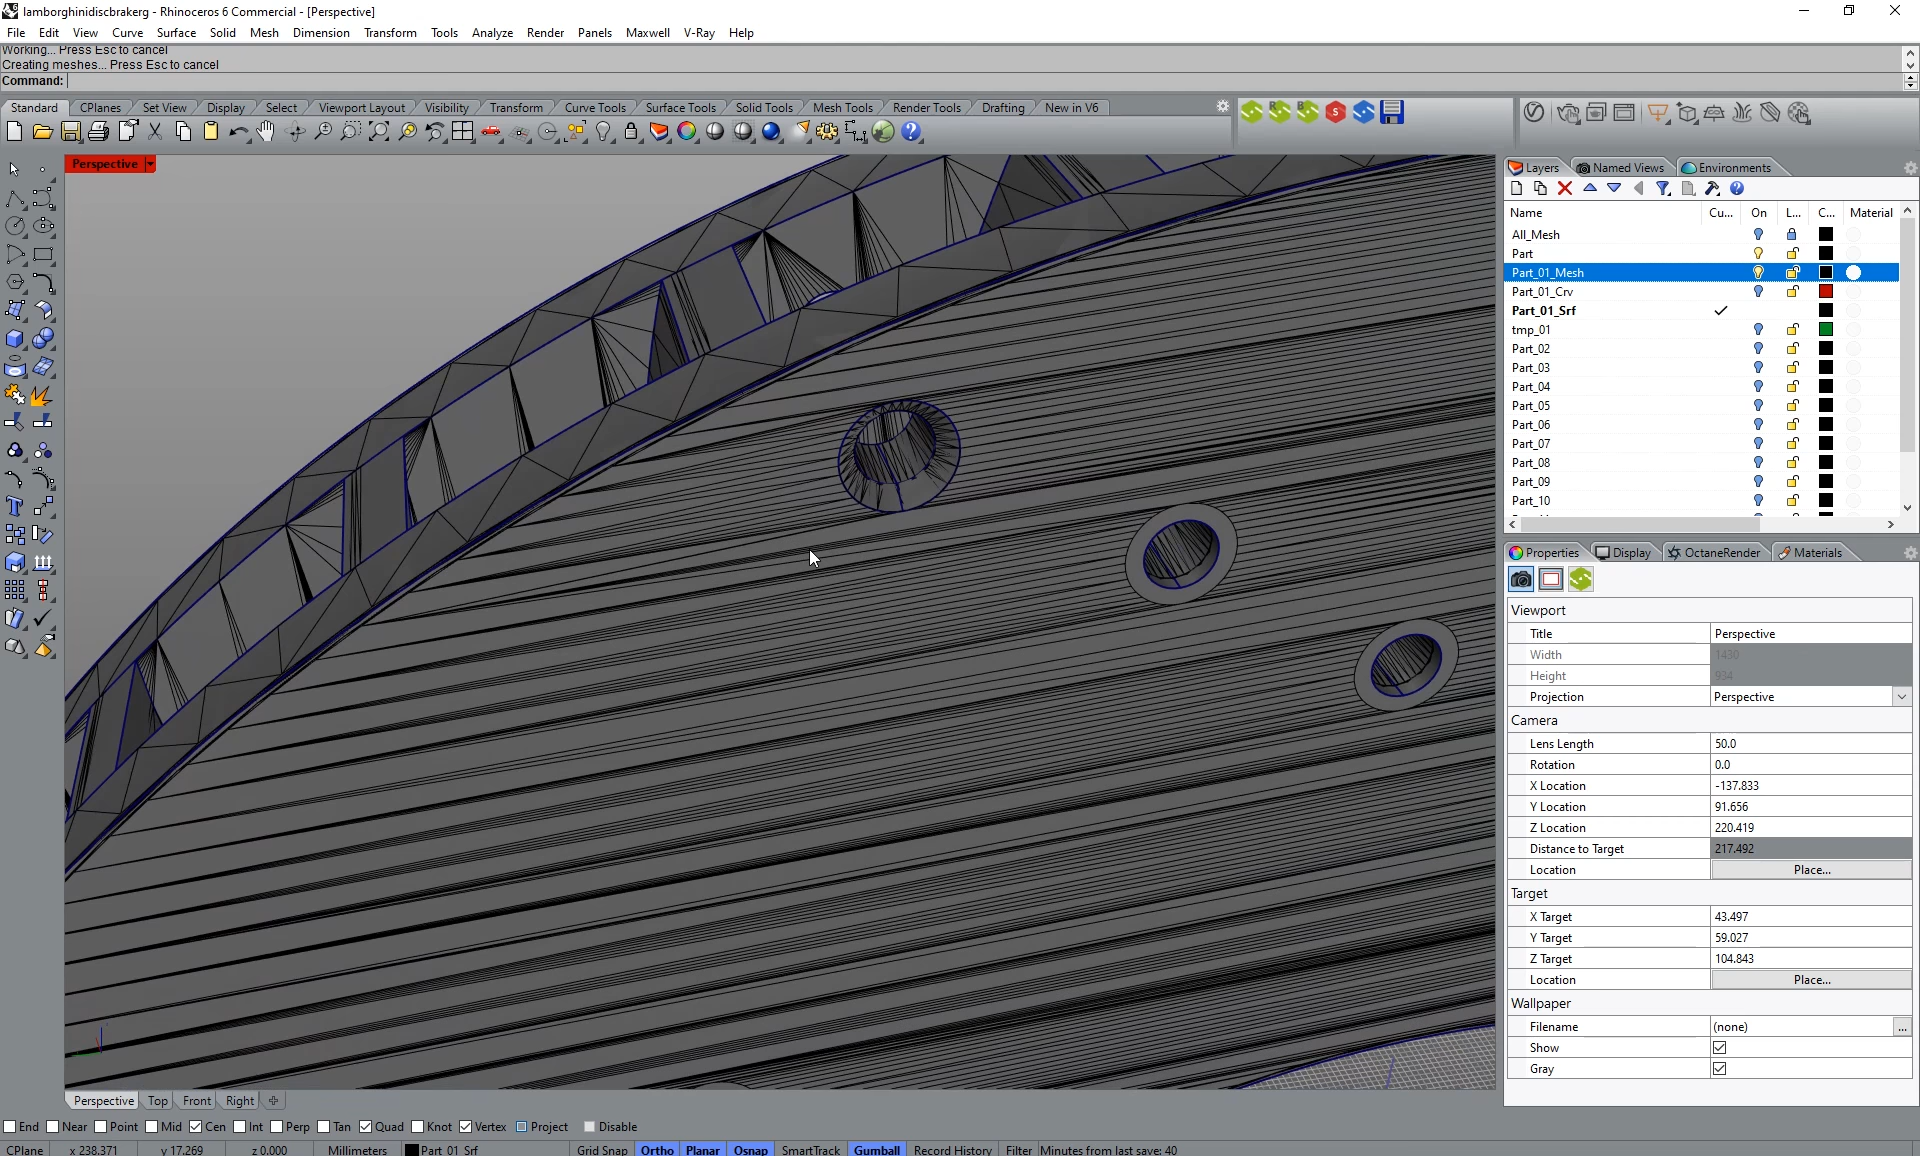 lamborghinidiscbrakerg - Rhinoceros 6 Commercial - [Perspective]
File Edit View Curve Surface Solid Mesh Dimension Transform Tools Analyze Render Panels Maxwell V-Ray Help
Working... Press Esc to cancel
Creating meshes... Press Esc to cancel
Command:
Standard CPlanes Set View Display Select Viewport Layout Visibility Transform Curve Tools Surface Tools Solid Tools Mesh Tools Render Tools Drafting New in V6
Perspective
Layers Named Views Environments
Name Cu... On L... C... Material
All_Mesh
Part
Part_01_Mesh
Part_01_Crv
Part_01_Srf
tmp_01
Part_02
Part_03
Part_04
Part_05
Part_06
Part_07
Part_08
Part_09
Part_10
Properties Display OctaneRender Materials
Viewport
Title Perspective
Width 1430
Height 934
Projection Perspective
Camera
Lens Length 50.0
Rotation 0.0
X Location -137.833
Y Location 91.656
Z Location 220.419
Distance to Target 217.492
Location Place...
Target
X Target 43.497
Y Target 59.027
Z Target 104.843
Location Place...
Wallpaper
Filename (none) ...
Show
Gray
Perspective Top Front Right
End Near Point Mid Cen Int Perp Tan Quad Knot Vertex Project Disable
CPlane x 238.371 y 17.269 z 0.000 Millimeters Part_01_Srf Grid Snap Ortho Planar Osnap SmartTrack Gumball Record History Filter Minutes from last save: 40